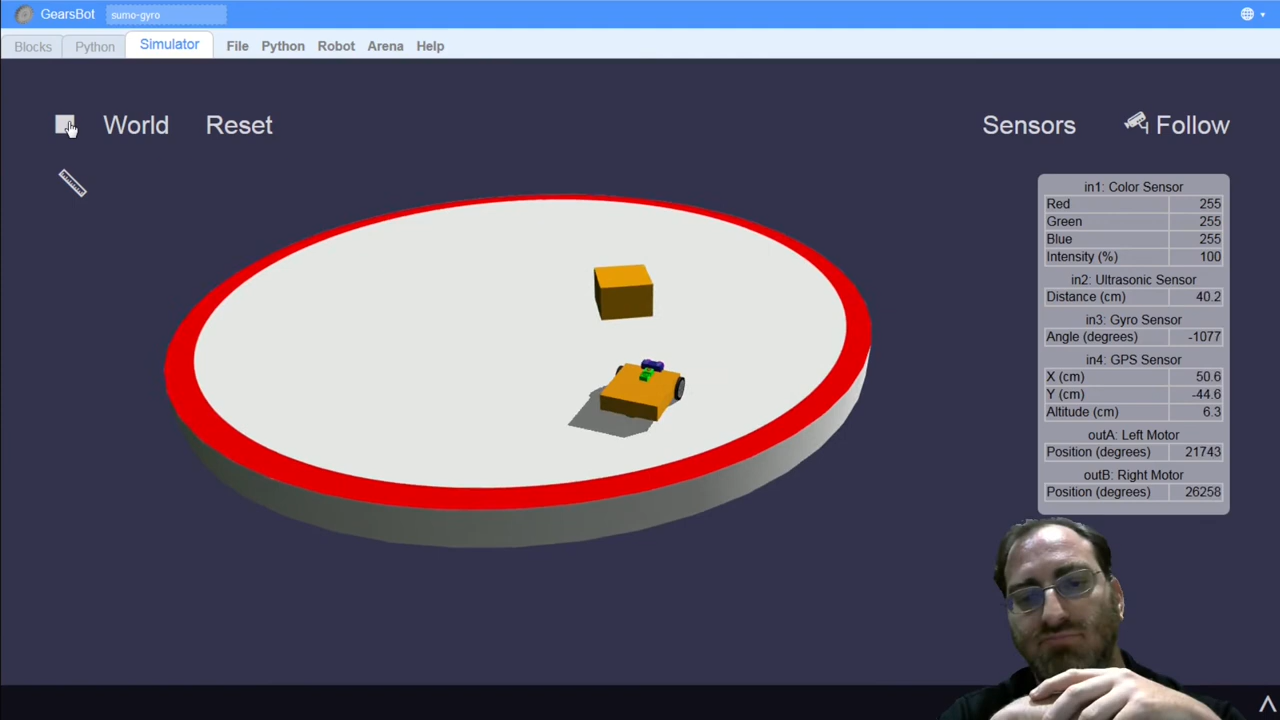 GearsBot sumo-gyro
Blocks Python Simulator File Python Robot Arena Help
World Reset Sensors Follow
in1: Color Sensor
Red 255
Green 255
Blue 255
Intensity (%) 100
in2: Ultrasonic Sensor
Distance (cm) 40.2
in3: Gyro Sensor
Angle (degrees) -1077
in4: GPS Sensor
X (cm) 50.6
Y (cm) -44.6
Altitude (cm) 6.3
outA: Left Motor
Position (degrees) 21743
outB: Right Motor
Position (degrees) 26258